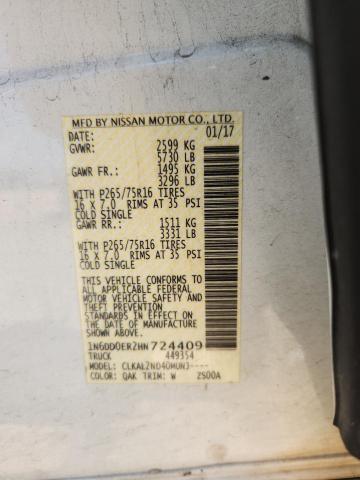 MFD BY NISSAN MOTOR CO., LTD.
DATE: 01/17
GVWR: 2599 KG
5730 LB
GAWR FR.: 1495 KG
3296 LB
WITH P265/75R16 TIRES
16 X 7.0 RIMS AT 35 PSI
COLD SINGLE
GAWR RR.: 1511 KG
3331 LB
WITH P265/75R16 TIRES
16 X 7.0 RIMS AT 35 PSI
COLD SINGLE
THIS VEHICLE CONFORMS TO
ALL APPLICABLE FEDERAL
MOTOR VEHICLE SAFETY AND
THEFT PREVENTION STANDARDS
IN EFFECT ON THE DATE OF
MANUFACTURE SHOWN ABOVE.
1N6DD0ER2HN724409
TRUCK 449354
MODEL:
COLOR: QAK TRIM: W ZS00A